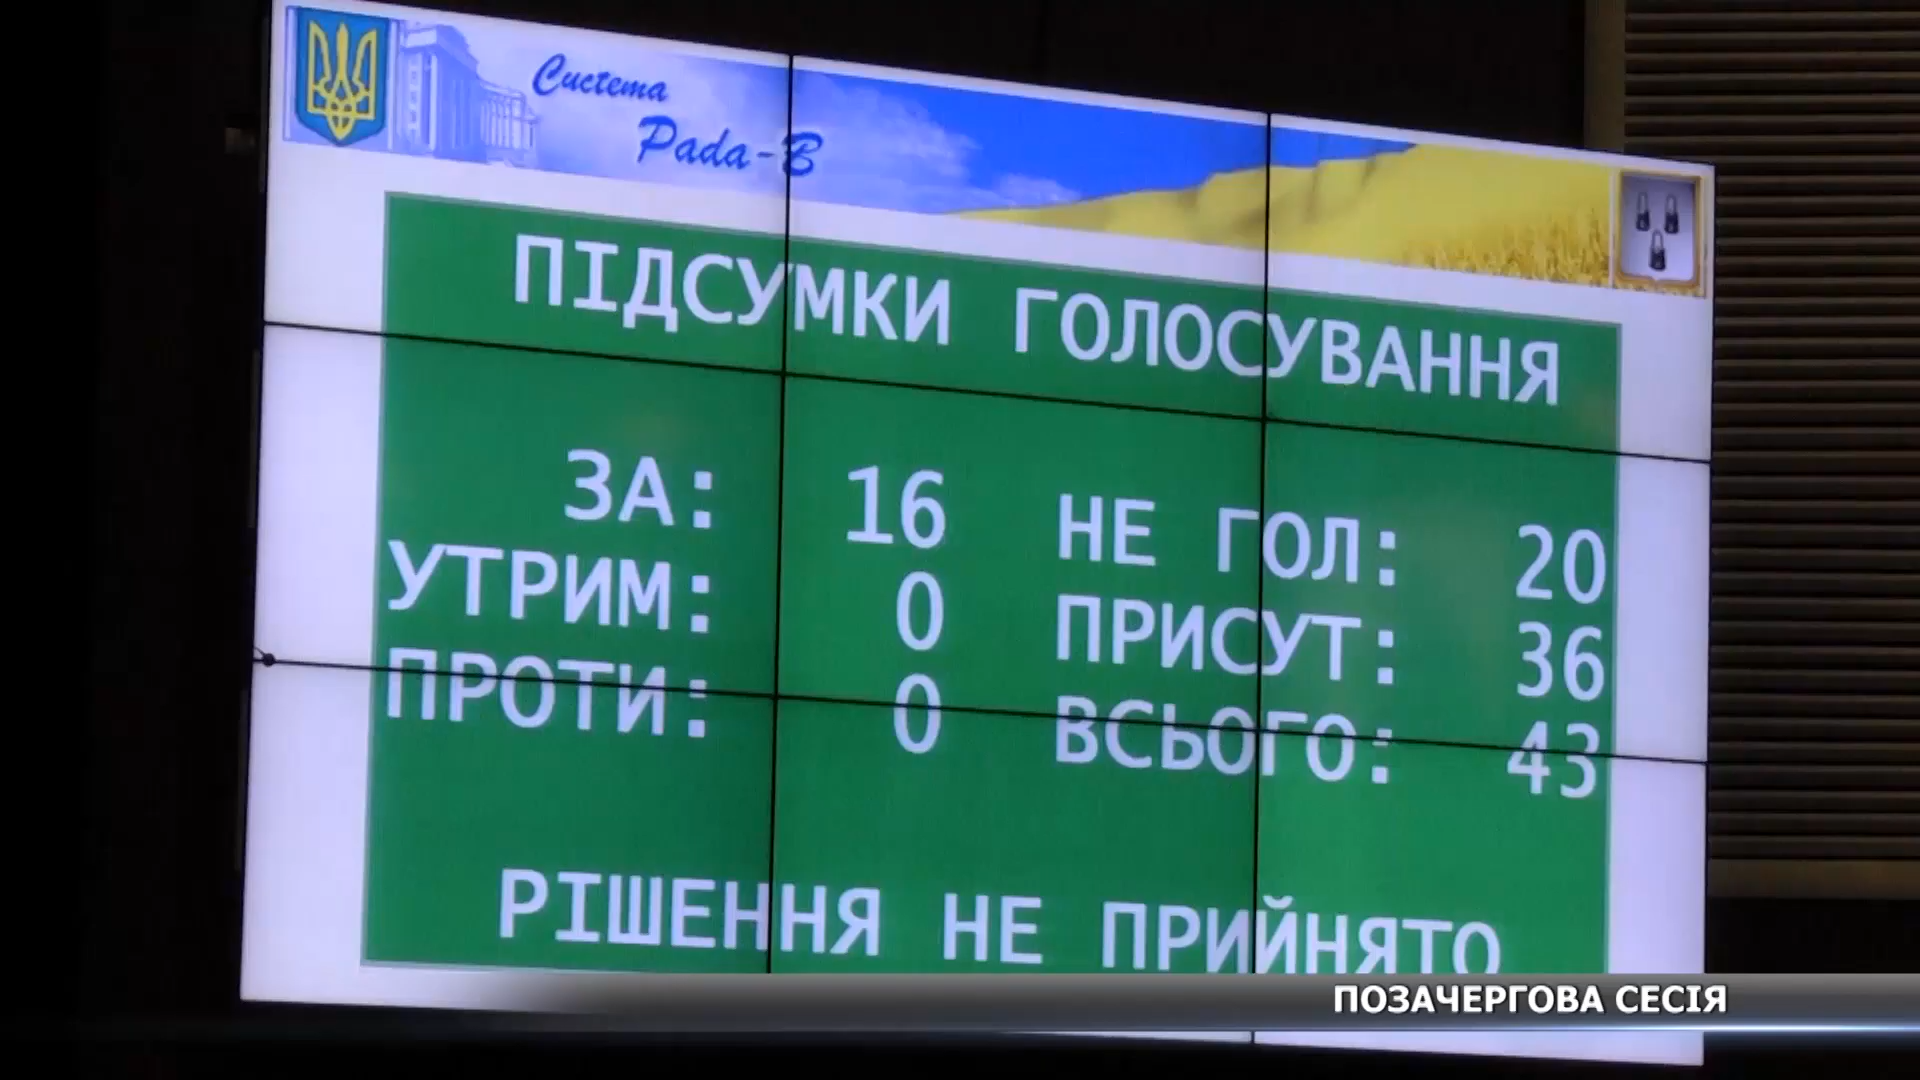 Система
Рада-В
ПІДСУМКИ ГОЛОСУВАННЯ
ЗА: 16 НЕ ГОЛ: 20
УТРИМ: 0 ПРИСУТ: 36
ПРОТИ: 0 ВСЬОГО: 43
РІШЕННЯ НЕ ПРИЙНЯТО
ПОЗАЧЕРГОВА СЕСІЯ